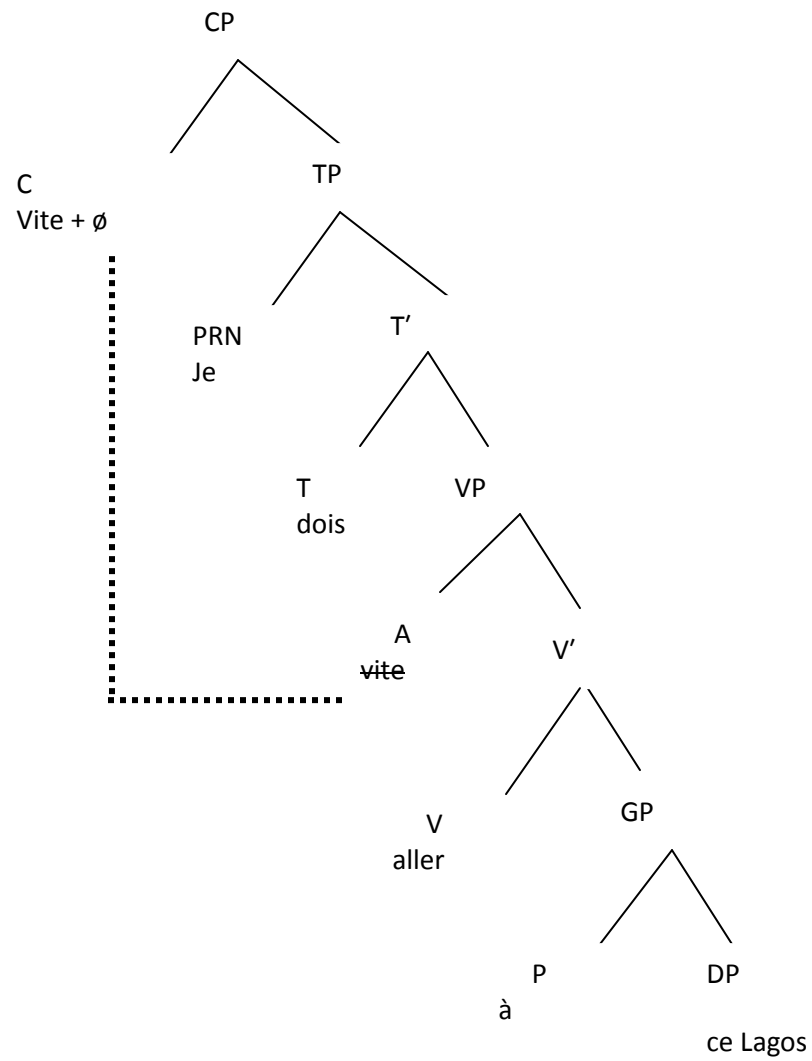 CP
C
Vite + ø
TP
PRN
Je
T’
T
dois
VP
A
vite
V’
V
aller
GP
P
à
DP
ce Lagos